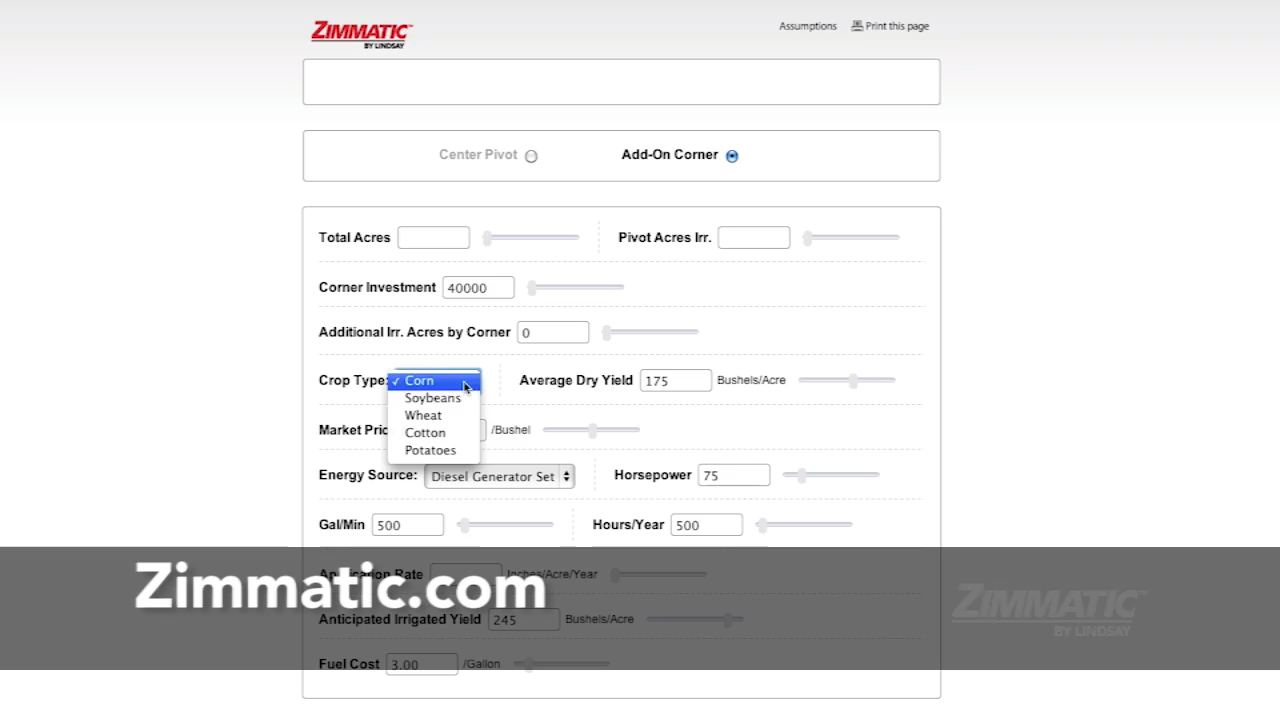 ZIMMATIC™
BY LINDSAY
Assumptions
Print this page
Center Pivot
Add-On Corner
Total Acres
Pivot Acres Irr.
Corner Investment 40000
Additional Irr. Acres by Corner 0
Crop Type: ✓ Corn
Average Dry Yield 175 Bushels/Acre
Soybeans
Wheat
Cotton
Potatoes
/Bushel
Energy Source: Diesel Generator Set
Horsepower 75
Gal/Min 500
Hours/Year 500
Application Rate Inches/Acre/Year
Zimmatic.com
Anticipated Irrigated Yield 245 Bushels/Acre
ZIMMATIC
BY LINDSAY
Fuel Cost 3.00 /Gallon